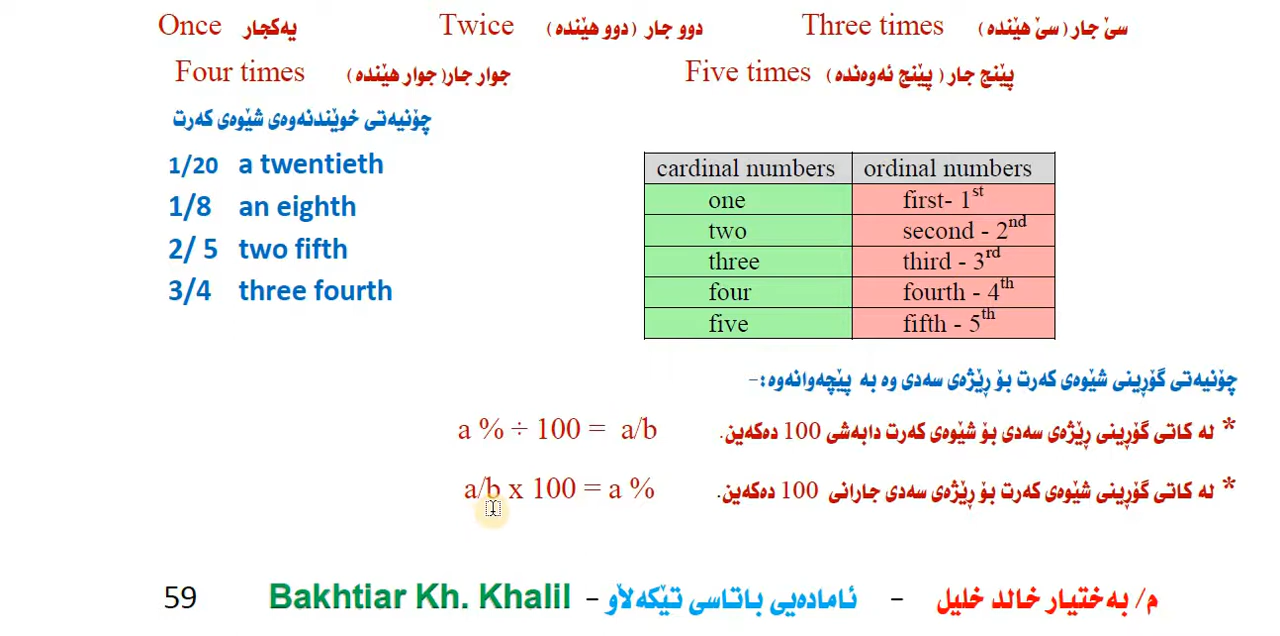 Once یەکجار Twice دوو جار (دوو هێندە) Three times سێ جار (سێ هێندە)
Four times جوار جار(جوار هێندە) Five times پێنج جار (پێنج ئەوەندە)
چۆنیەتی خوێندنەوەی شێوەی کەرت
1/20 a twentieth
1/8 an eighth
2/ 5 two fifth
3/4 three fourth
cardinal numbers ordinal numbers
one first- 1st
two second - 2nd
three third - 3rd
four fourth - 4th
five fifth - 5th
چۆنیەتی گۆڕینی شێوەی کەرت بۆ ڕێژەی سەدی وە بە پێچەوانەوە:-
* لە کاتی گۆڕینی ڕێژەی سەدی بۆ شێوەی کەرت دابەشی 100 دەکەین. a % ÷ 100 = a/b
* لە کاتی گۆڕینی شێوەی کەرت بۆ ڕێژەی سەدی جارانی 100 دەکەین. a/b x 100 = a %
59 Bakhtiar Kh. Khalil – ئامادەیی باتاسی تێکەڵاو – م/ بەختیار خالد خلیل